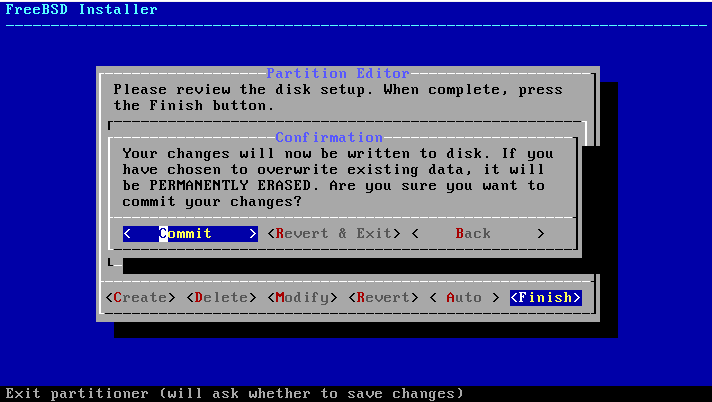 FreeBSD Installer
Partition Editor
Please review the disk setup. When complete, press
the Finish button.
Confirmation
Your changes will now be written to disk. If you
have chosen to overwrite existing data, it will
be PERMANENTLY ERASED. Are you sure you want to
commit your changes?
< Commit > <Revert & Exit> < Back >
<Create> <Delete> <Modify> <Revert> < Auto > <Finish>
Exit partitioner (will ask whether to save changes)